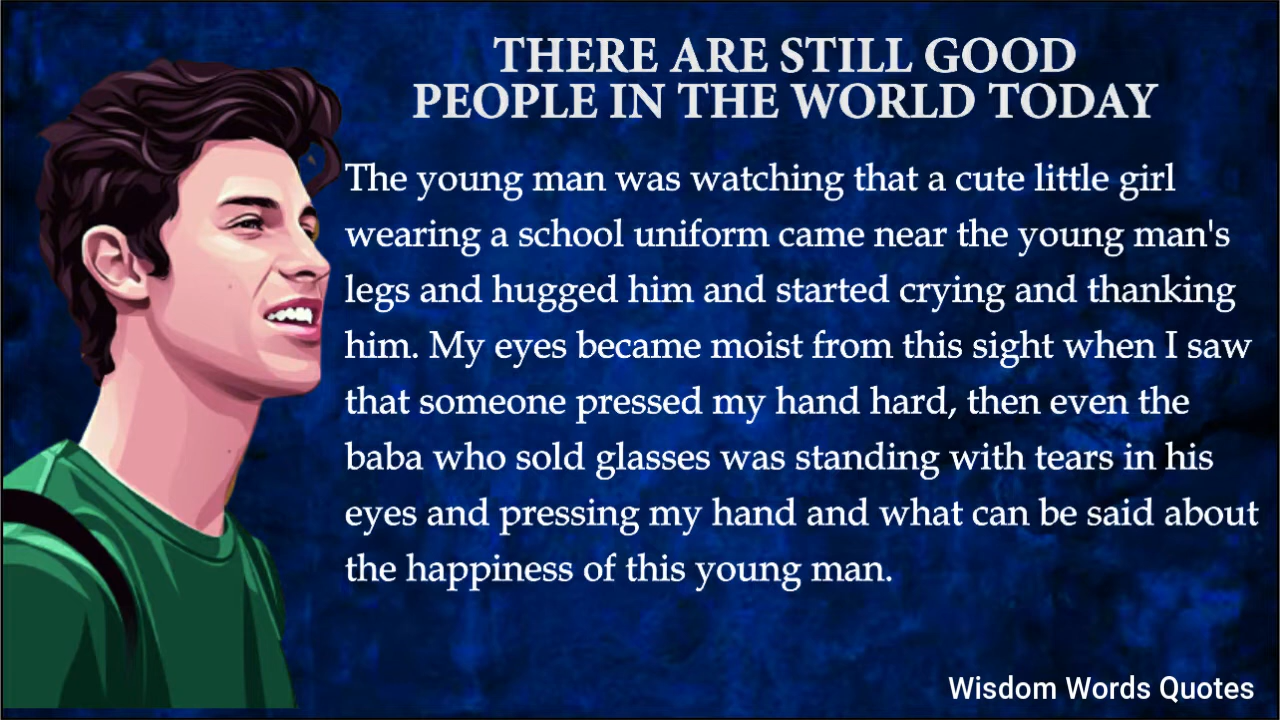 THERE ARE STILL GOOD
PEOPLE IN THE WORLD TODAY
The young man was watching that a cute little girl
wearing a school uniform came near the young man's
legs and hugged him and started crying and thanking
him. My eyes became moist from this sight when I saw
that someone pressed my hand hard, then even the
baba who sold glasses was standing with tears in his
eyes and pressing my hand and what can be said about
the happiness of this young man.
Wisdom Words Quotes